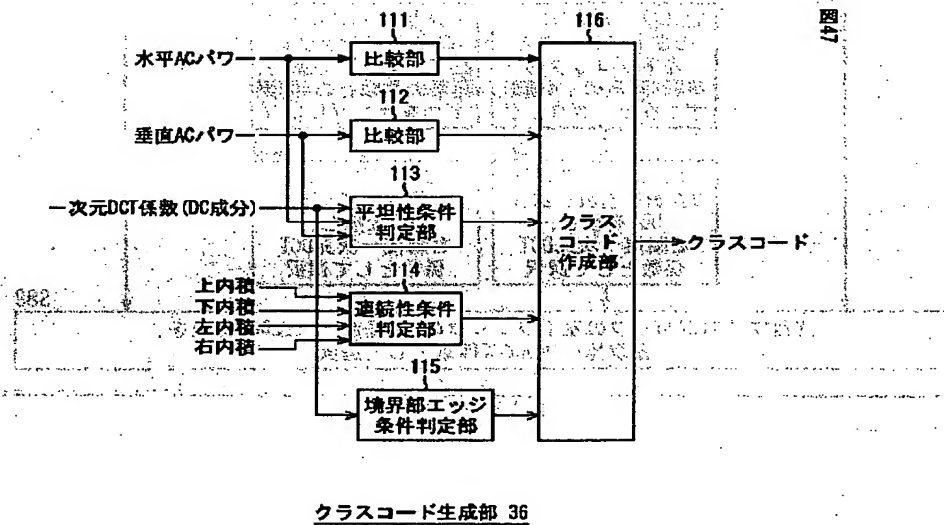 図47
111
116
水平ACパワー
比較部
112
垂直ACパワー
比較部
113
一次元DCT係数(DC成分)
平坦性条件
判定部
クラス
コード
作成部
クラスコード
114
上内積
下内積
左内積
右内積
連続性条件
判定部
115
境界部エッジ
条件判定部
クラスコード生成部 36